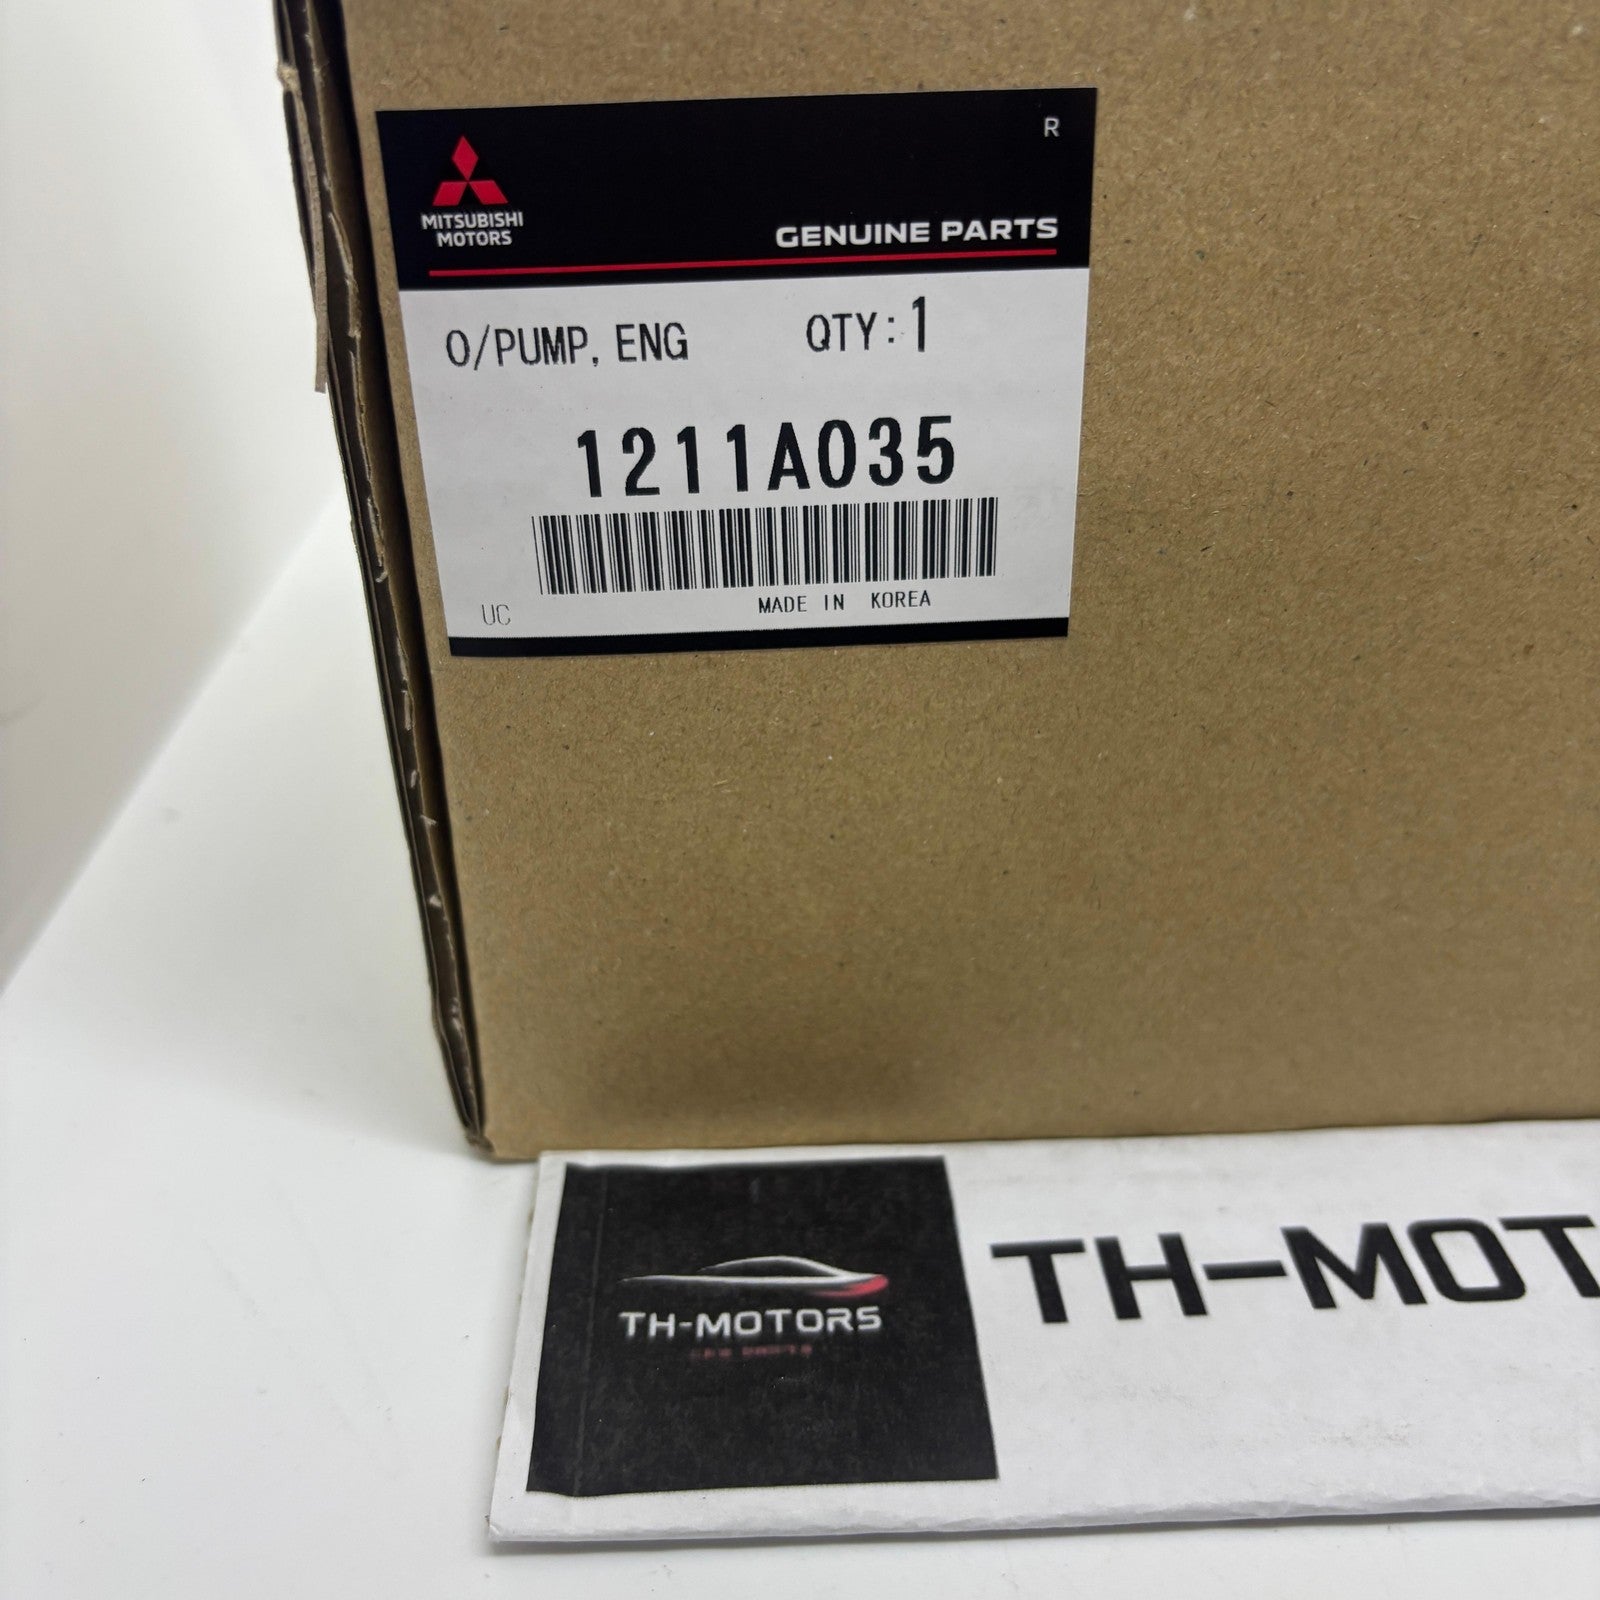 R
MITSUBISHI
MOTORS
GENUINE PARTS
O/PUMP, ENG QTY:1
1211A035
UC
MADE IN KOREA
TH-MOTORS
TH-MOT